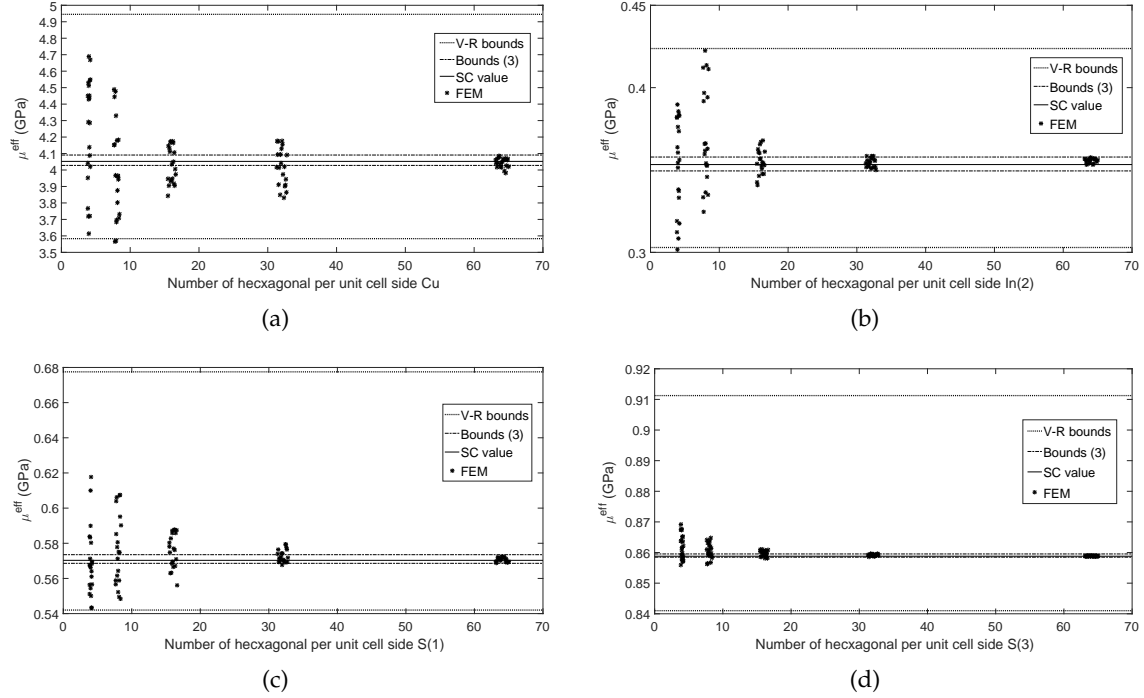 5
4.9
4.8
4.7
4.6
4.5
4.4
4.3
4.2
4.1
4
3.9
3.8
3.7
3.6
3.5
μeff (GPa)
V-R bounds
Bounds (3)
SC value
FEM
0 10 20 30 40 50 60 70
Number of hecxagonal per unit cell side Cu
(a)
0.45
0.4
0.3
μeff (GPa)
V-R bounds
Bounds (3)
SC value
FEM
0 10 20 30 40 50 60 70
Number of hecxagonal per unit cell side In(2)
(b)
0.68
0.66
0.64
0.62
0.6
0.58
0.56
0.54
μeff (GPa)
V-R bounds
Bounds (3)
SC value
FEM
0 10 20 30 40 50 60 70
Number of hecxagonal per unit cell side S(1)
(c)
0.92
0.91
0.9
0.89
0.88
0.87
0.86
0.85
0.84
μeff (GPa)
V-R bounds
Bounds (3)
SC value
FEM
0 10 20 30 40 50 60 70
Number of hecxagonal per unit cell side S(3)
(d)